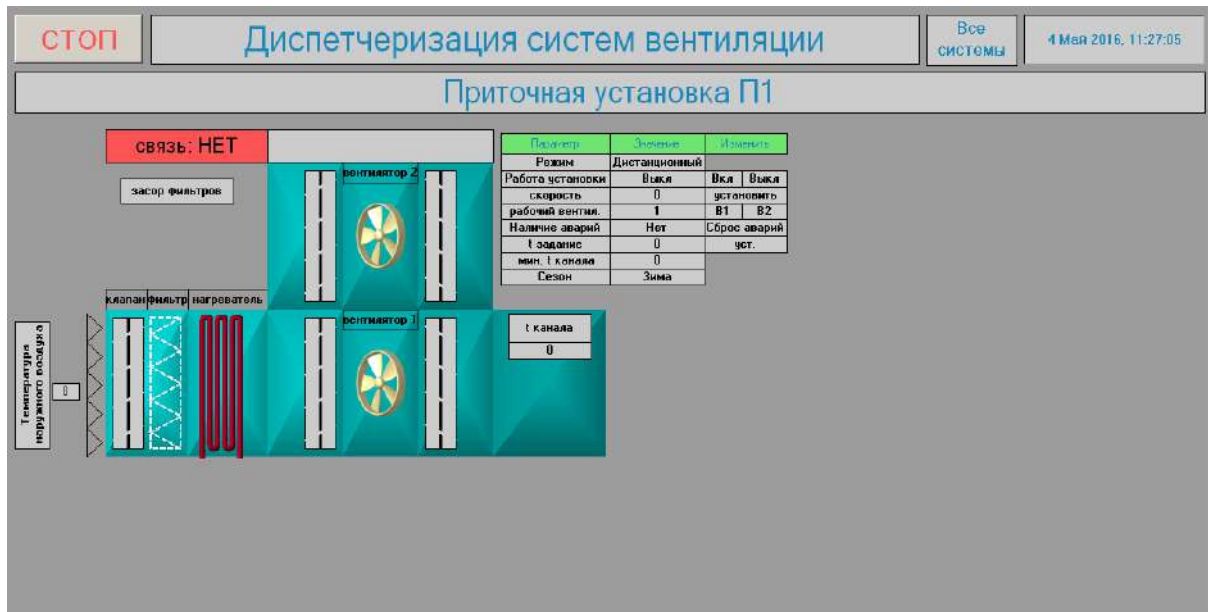 СТОП
Диспетчеризация систем вентиляции
Все
системы
4 Мая 2016, 11:27:05
Приточная установка П1
связь: НЕТ
засор фильтров
вентилятор 2
Параметр Значение Изменить
Режим Дистанционный
Работа установки Выкл Вкл Выкл
скорость 0 установить
рабочий вентил. 1 В1 В2
Наличие аварий Нет Сброс аварий
t задание 0 уст.
мин. t канала 0
Сезон Зима
клапан фильтр нагреватель
вентилятор 1
t канала
0
Температура
наружного воздуха
0